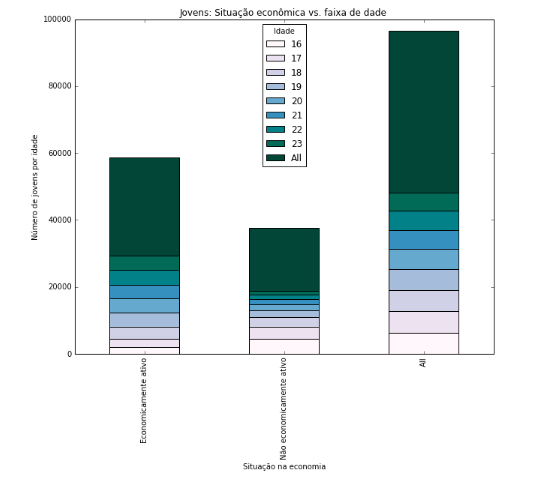 Jovens: Situação econômica vs. faixa de dade
Idade
16
17
18
19
20
21
22
23
All
100000
80000
60000
40000
20000
0
Número de jovens por idade
Economicamente ativo
Não economicamente ativo
All
Situação na economia